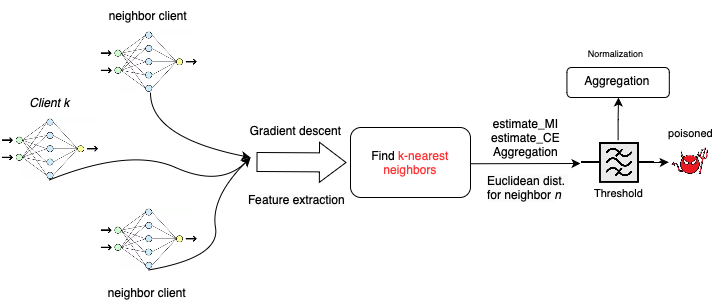 neighbor client
Client k
neighbor client
Gradient descent
Feature extraction
Find k-nearest
neighbors
estimate_MI
estimate_CE
Aggregation
Euclidean dist.
for neighbor n
Normalization
Aggregation
Threshold
poisoned